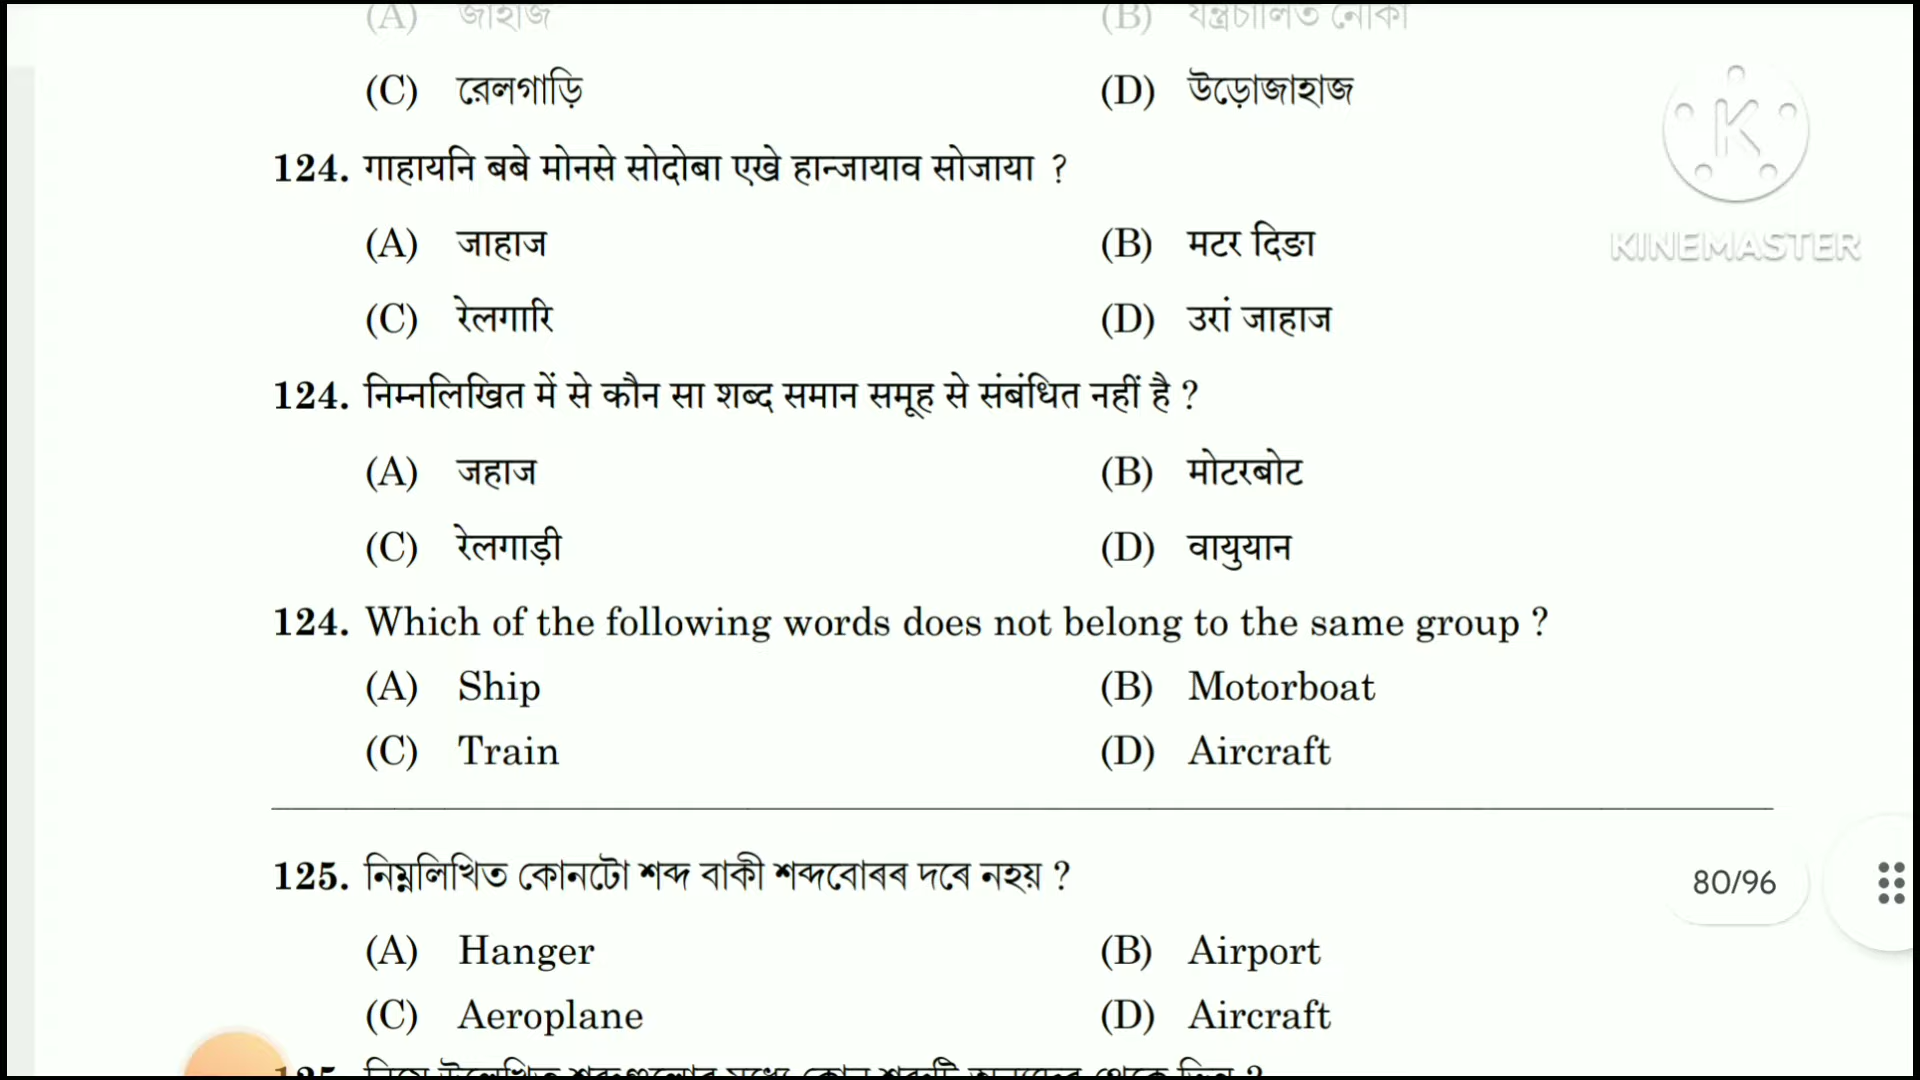 (A) জাহাজ (B) যন্ত্রচালিত নৌকা
(C) রেলগাড়ি (D) উড়োজাহাজ
124. गाहायनि बबे मोनसे सोदोबा एखे हान्जायाव सोजाया ?
(A) जाहाज (B) मटर दिङा
(C) रेलगारि (D) उरां जाहाज
124. निम्नलिखित में से कौन सा शब्द समान समूह से संबंधित नहीं है ?
(A) जहाज (B) मोटरबोट
(C) रेलगाड़ी (D) वायुयान
124. Which of the following words does not belong to the same group ?
(A) Ship (B) Motorboat
(C) Train (D) Aircraft
125. নিম্নলিখিত কোনটো শব্দ বাকী শব্দবোৰৰ দৰে নহয় ?
(A) Hanger (B) Airport
(C) Aeroplane (D) Aircraft
K
KINEMASTER
80/96